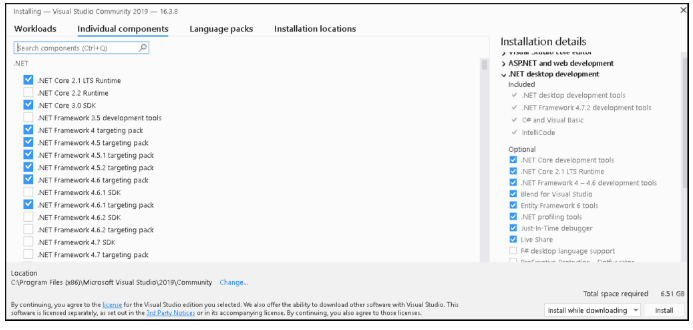 Installing — Visual Studio Community 2019 — 16.3.8
Workloads Individual components Language packs Installation locations
Search components (Ctrl+Q)
.NET
.NET Core 2.1 LTS Runtime
.NET Core 2.2 Runtime
.NET Core 3.0 SDK
.NET Framework 3.5 development tools
.NET Framework 4 targeting pack
.NET Framework 4.5 targeting pack
.NET Framework 4.5.1 targeting pack
.NET Framework 4.5.2 targeting pack
.NET Framework 4.6 targeting pack
.NET Framework 4.6.1 SDK
.NET Framework 4.6.1 targeting pack
.NET Framework 4.6.2 SDK
.NET Framework 4.6.2 targeting pack
.NET Framework 4.7 SDK
.NET Framework 4.7 targeting pack
Installation details
Visual Studio core editor
ASP.NET and web development
.NET desktop development
Included
.NET desktop development tools
.NET Framework 4.7.2 development tools
C# and Visual Basic
IntelliCode
Optional
.NET Core development tools
.NET Core 2.1 LTS Runtime
.NET Framework 4 – 4.6 development tools
Blend for Visual Studio
Entity Framework 6 tools
.NET profiling tools
Just-In-Time debugger
Live Share
F# desktop language support
PreEmptive Protection - Dotfuscator
Location
C:\Program Files (x86)\Microsoft Visual Studio\2019\Community Change...
Total space required 6.51 GB
By continuing, you agree to the license for the Visual Studio edition you selected. We also offer the ability to download other software with Visual Studio. This
software is licensed separately, as set out in the 3rd Party Notices or in its accompanying license. By continuing, you also agree to those licenses.
Install while downloading Install